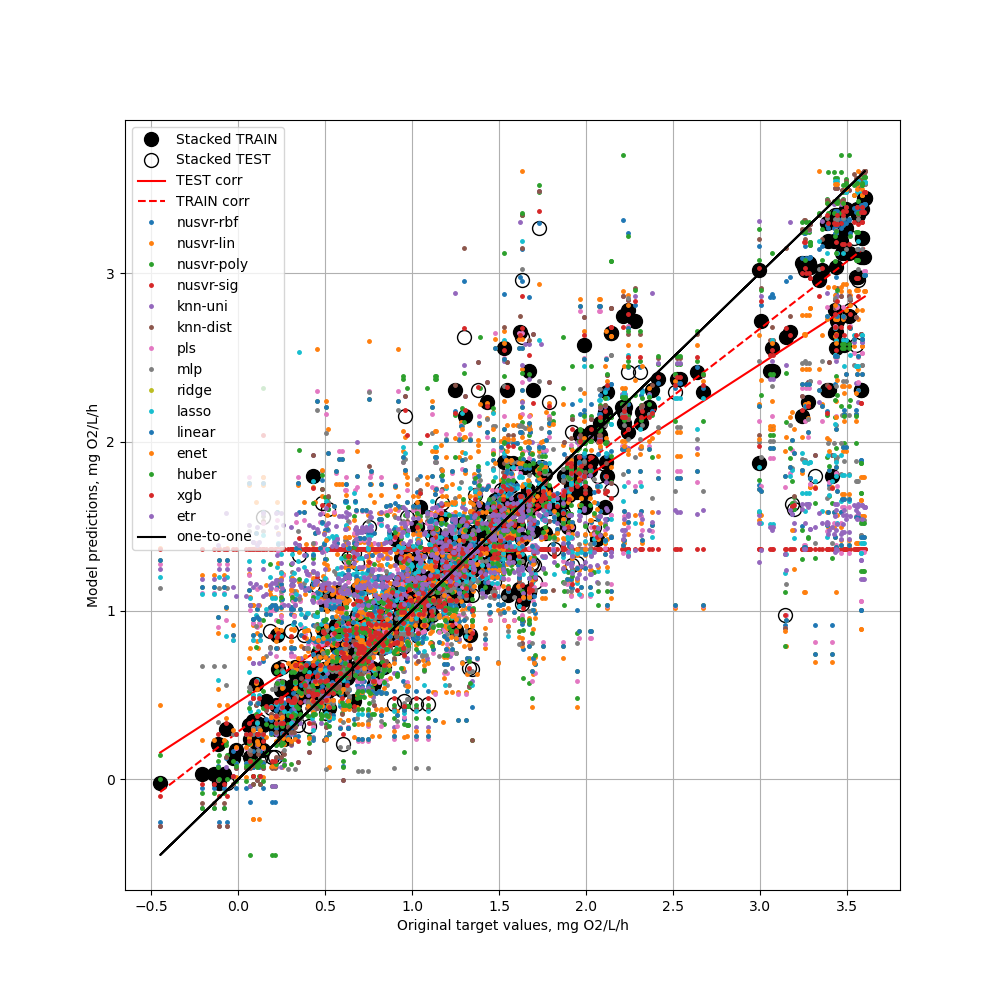 Stacked TRAIN
Stacked TEST
TEST corr
TRAIN corr
nusvr-rbf
nusvr-lin
nusvr-poly
nusvr-sig
knn-uni
knn-dist
pls
mlp
ridge
lasso
linear
enet
huber
xgb
etr
one-to-one
3
2
1
0
Model predictions, mg O2/L/h
−0.5 0.0 0.5 1.0 1.5 2.0 2.5 3.0 3.5
Original target values, mg O2/L/h